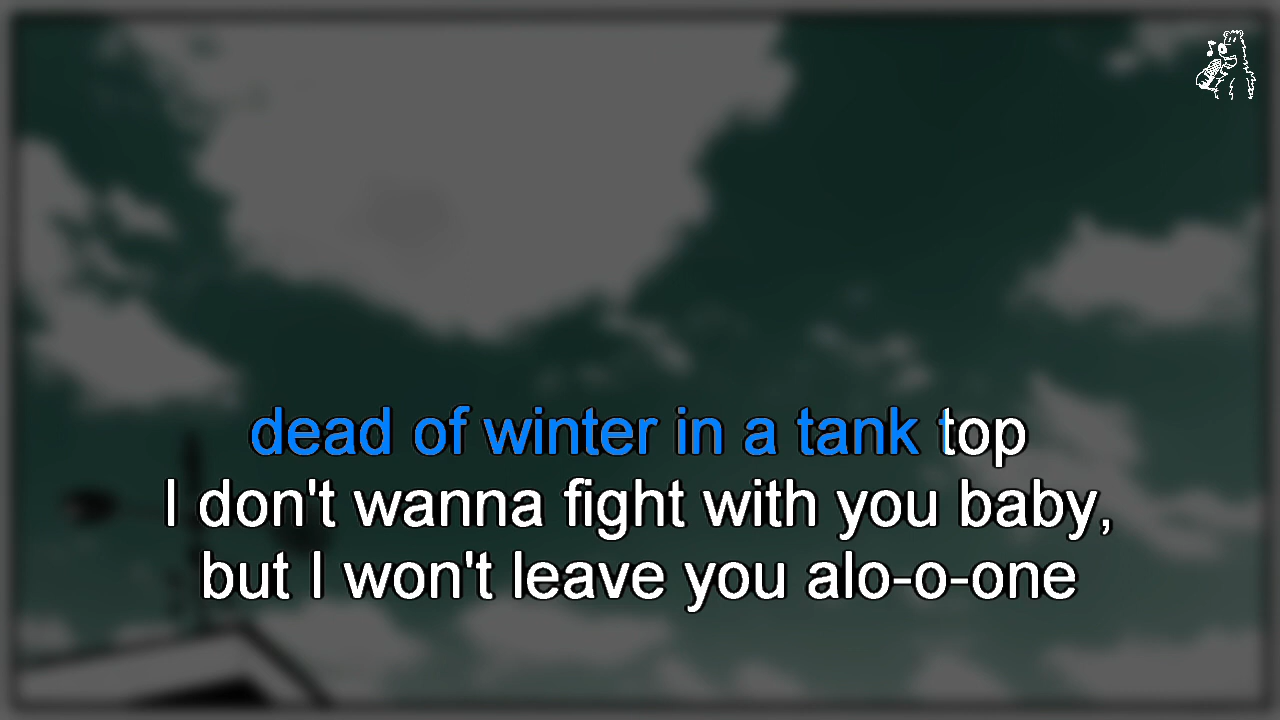 dead of winter in a tank top
I don't wanna fight with you baby,
but I won't leave you alo-o-one